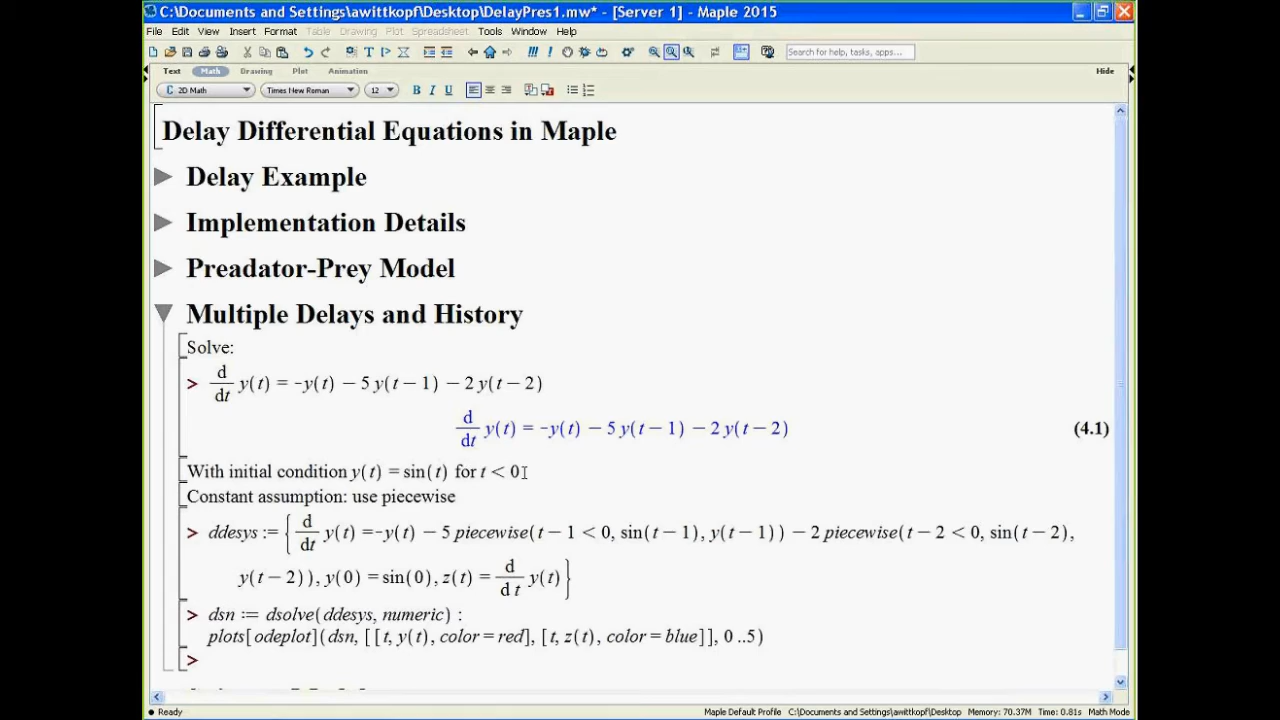 C:\Documents and Settings\awittkopf\Desktop\DelayPres1.mw* - [Server 1] - Maple 2015
File Edit View Insert Format Table Drawing Plot Spreadsheet Tools Window Help
Search for help, tasks, apps...
Text Math Drawing Plot Animation Hide
C 2D Math Times New Roman 12 B I U
Delay Differential Equations in Maple
Delay Example
Implementation Details
Preadator-Prey Model
Multiple Delays and History
Solve:
> d/dt y(t) = -y(t) − 5 y(t − 1) − 2 y(t − 2)
d/dt y(t) = -y(t) − 5 y(t − 1) − 2 y(t − 2) (4.1)
With initial condition y(t) = sin(t) for t < 0
Constant assumption: use piecewise
> ddesys := { d/dt y(t) =-y(t) − 5 piecewise(t − 1 < 0, sin(t − 1), y(t − 1)) − 2 piecewise(t − 2 < 0, sin(t − 2),
y(t − 2)), y(0) = sin(0), z(t) = d/dt y(t) }
> dsn := dsolve(ddesys, numeric) :
plots[odeplot](dsn, [[t, y(t), color = red], [t, z(t), color = blue]], 0 ..5)
>
Ready Maple Default Profile C:\Documents and Settings\awittkopf\Desktop Memory: 70.37M Time: 0.81s Math Mode